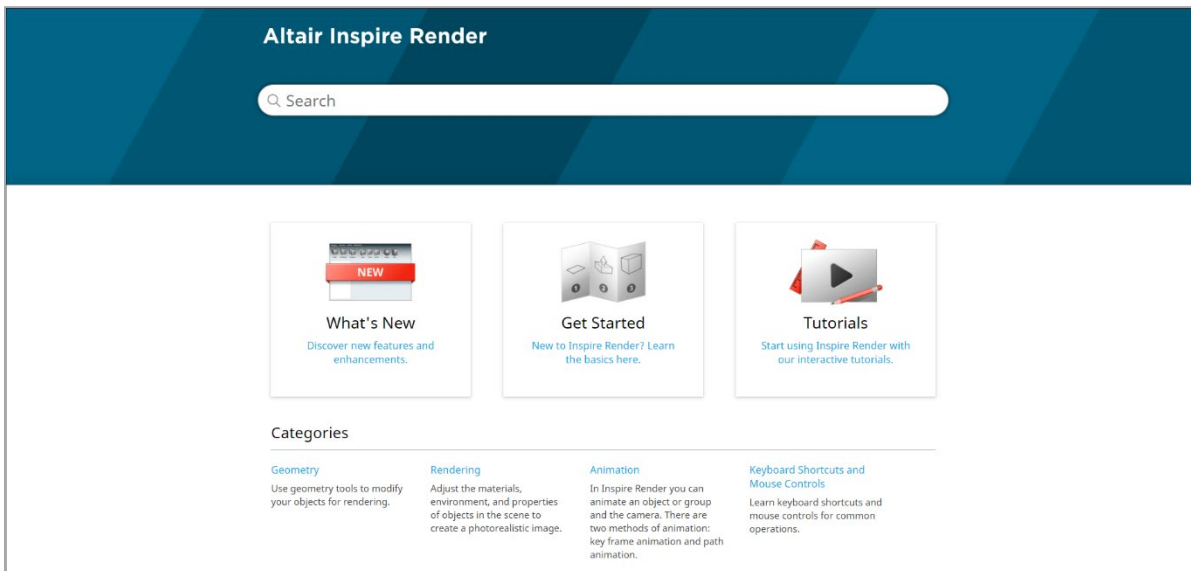 Altair Inspire Render
Search
NEW
What's New
Discover new features and
enhancements.
1 2 3
Get Started
New to Inspire Render? Learn
the basics here.
Tutorials
Start using Inspire Render with
our interactive tutorials.
Categories
Geometry
Use geometry tools to modify
your objects for rendering.
Rendering
Adjust the materials,
environment, and properties
of objects in the scene to
create a photorealistic image.
Animation
In Inspire Render you can
animate an object or group
and the camera. There are
two methods of animation:
key frame animation and path
animation.
Keyboard Shortcuts and
Mouse Controls
Learn keyboard shortcuts and
mouse controls for common
operations.